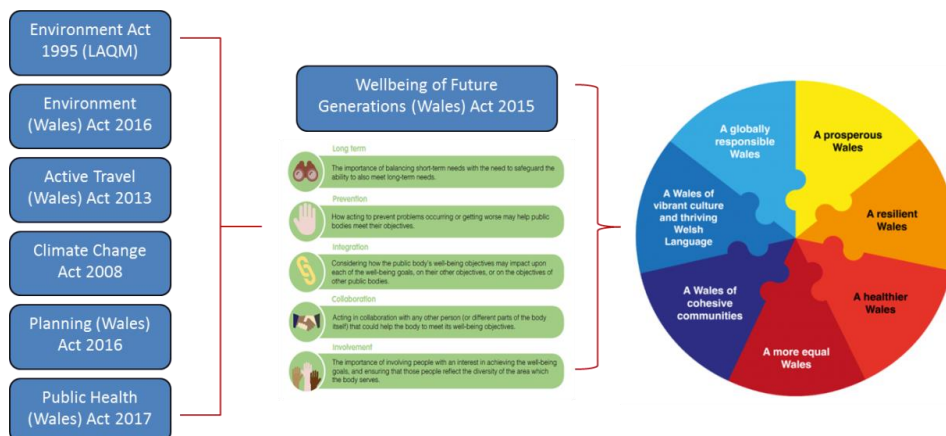 Environment Act
1995 (LAQM)
Environment
(Wales) Act 2016
Active Travel
(Wales) Act 2013
Climate Change
Act 2008
Planning (Wales)
Act 2016
Public Health
(Wales) Act 2017
Wellbeing of Future
Generations (Wales) Act 2015
Long term
The importance of balancing short-term needs with the need to safeguard the
ability to also meet long-term needs.
Prevention
How acting to prevent problems occurring or getting worse may help public
bodies meet their objectives.
Integration
Considering how the public body's well-being objectives may impact upon
each of the well-being goals, on their other objectives, or on the objectives of
other public bodies.
Collaboration
Acting in collaboration with any other person (or different parts of the body
itself) that could help the body to meet its well-being objectives.
Involvement
The importance of involving people with an interest in achieving the well-being
goals, and ensuring that those people reflect the diversity of the area which
the body serves.
A globally
responsible
Wales
A prosperous
Wales
A Wales of
vibrant culture
and thriving
Welsh
Language
A resilient
Wales
A Wales of
cohesive
communities
A healthier
Wales
A more equal
Wales